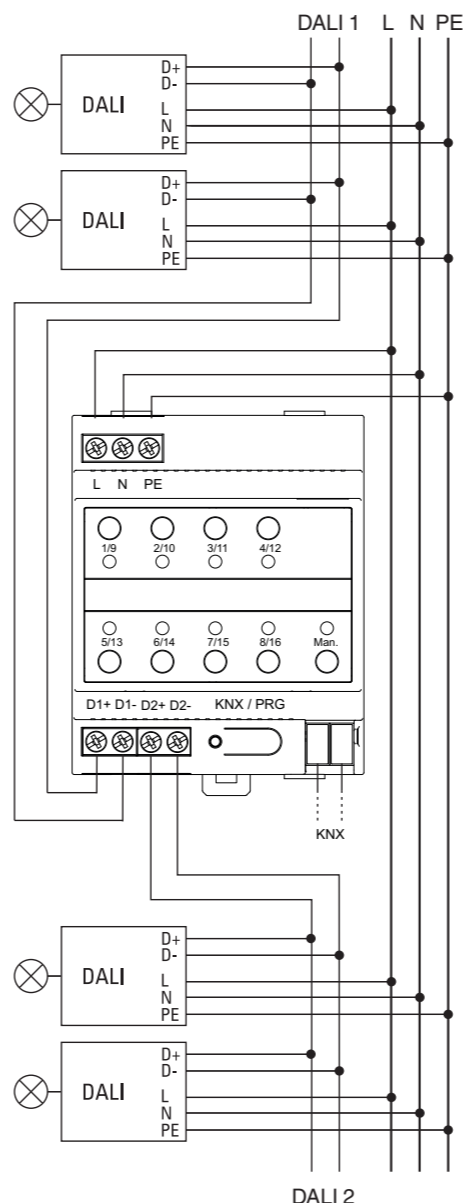 DALI 1 L N PE
D+
D-
DALI
L
N
PE
D+
D-
DALI
L
N
PE
L N PE
1/9 2/10 3/11 4/12
5/13 6/14 7/15 8/16 Man.
D1+ D1- D2+ D2- KNX / PRG
KNX
D+
D-
DALI
L
N
PE
D+
D-
DALI
L
N
PE
DALI 2